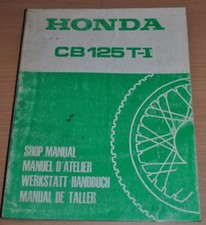 HONDA
CB125T-I
SHOP MANUAL
MANUEL D'ATELIER
WERKSTATT HANDBUCH
MANUAL DE TALLER